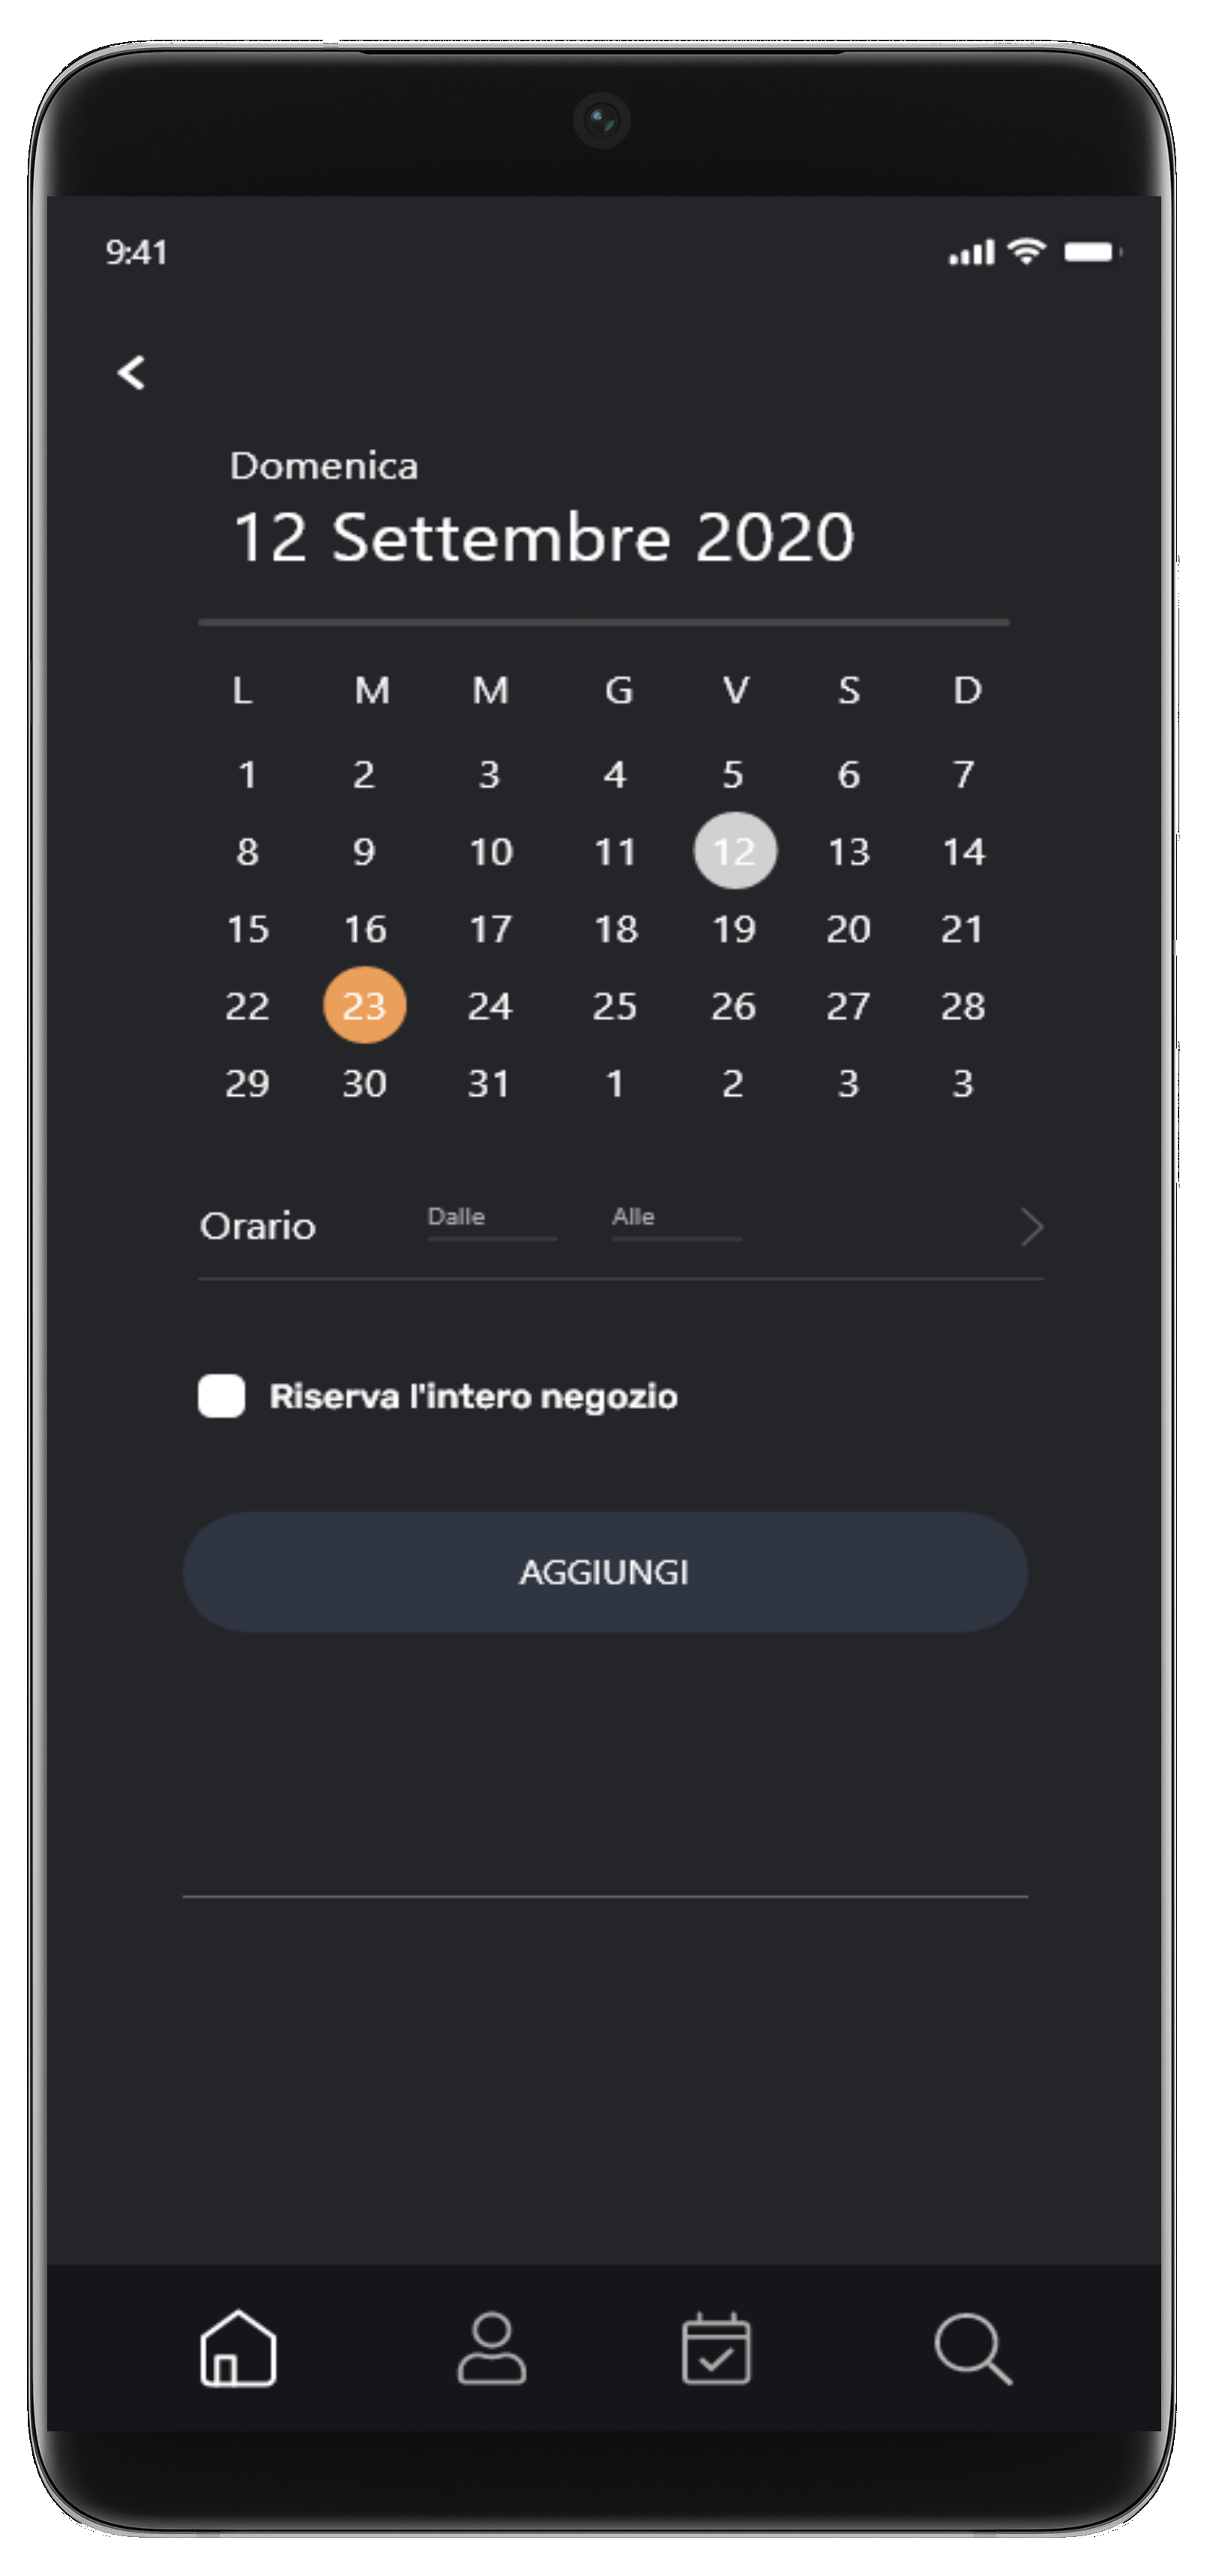 9:41
Domenica
12 Settembre 2020
L M M G V S D
1 2 3 4 5 6 7
8 9 10 11 12 13 14
15 16 17 18 19 20 21
22 23 24 25 26 27 28
29 30 31 1 2 3 3
Orario Dalle Alle
Riserva l'intero negozio
AGGIUNGI